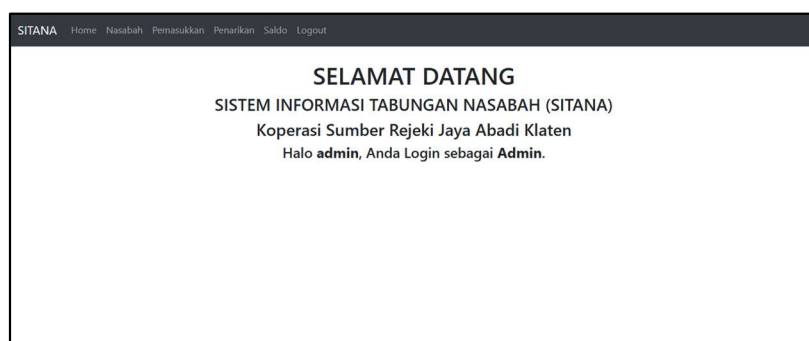 SITANA Home Nasabah Pemasukkan Penarikan Saldo Logout
SELAMAT DATANG
SISTEM INFORMASI TABUNGAN NASABAH (SITANA)
Koperasi Sumber Rejeki Jaya Abadi Klaten
Halo admin, Anda Login sebagai Admin.